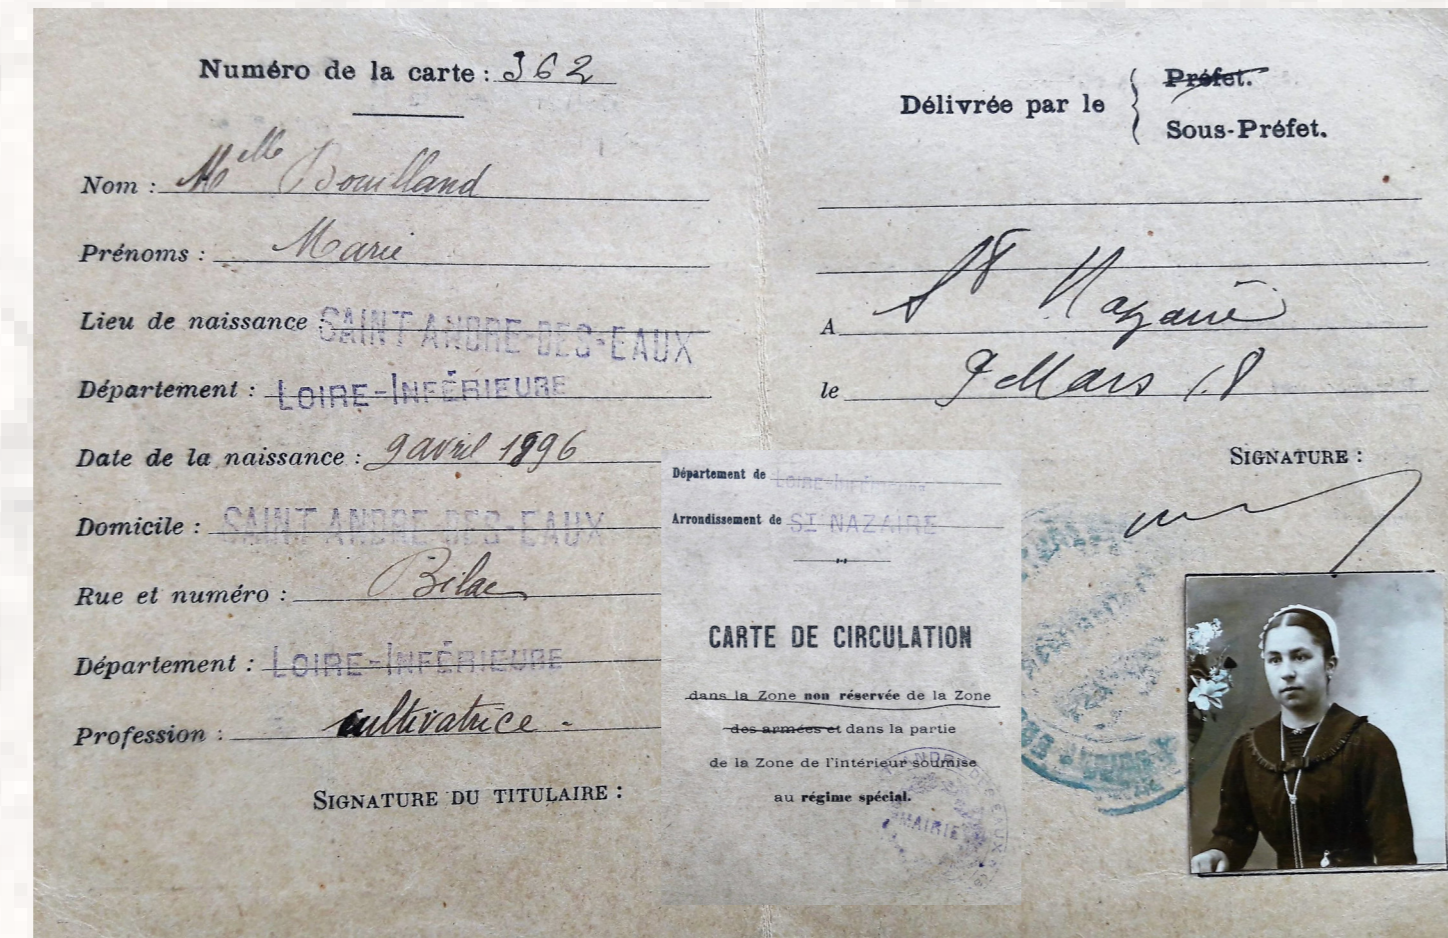 Numéro de la carte : 362
Nom : Melle Bouilland
Prénoms : Marie
Lieu de naissance : SAINT ANDRE-DES-EAUX
Département : LOIRE-INFÉRIEURE
Date de la naissance : 9 avril 1896
Domicile : SAINT ANDRE-DES-EAUX
Rue et numéro : Bilac
Département : LOIRE-INFÉRIEURE
Profession : cultivatrice -
SIGNATURE DU TITULAIRE :
Délivrée par le
Préfet.
Sous-Préfet.
A St Nazaire
le 9 Mars 18
SIGNATURE :
Département de LOIRE-INFÉRIEURE
Arrondissement de ST NAZAIRE
CARTE DE CIRCULATION
dans la Zone non réservée de la Zone
des armées et dans la partie
de la Zone de l'intérieur soumise
au régime spécial.
MAIRIE